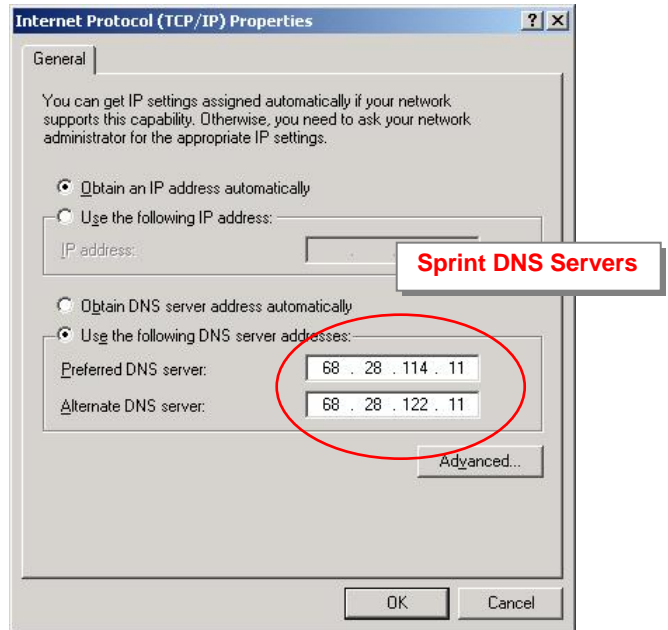 Internet Protocol (TCP/IP) Properties
General
You can get IP settings assigned automatically if your network
supports this capability. Otherwise, you need to ask your network
administrator for the appropriate IP settings.
Obtain an IP address automatically
Use the following IP address:
IP address:
Sprint DNS Servers
Obtain DNS server address automatically
Use the following DNS server addresses:
Preferred DNS server: 68 . 28 . 114 . 11
Alternate DNS server: 68 . 28 . 122 . 11
Advanced...
OK Cancel